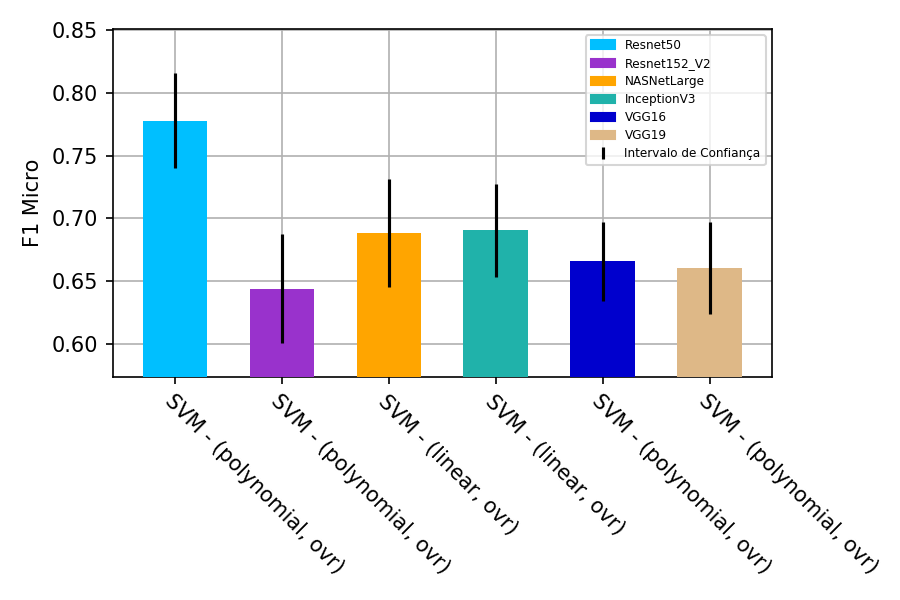 0.85
0.80
0.75
0.70
0.65
0.60
F1 Micro
Resnet50
Resnet152_V2
NASNetLarge
InceptionV3
VGG16
VGG19
Intervalo de Confiança
SVM - (polynomial, ovr)
SVM - (polynomial, ovr)
SVM - (linear, ovr)
SVM - (linear, ovr)
SVM - (polynomial, ovr)
SVM - (polynomial, ovr)